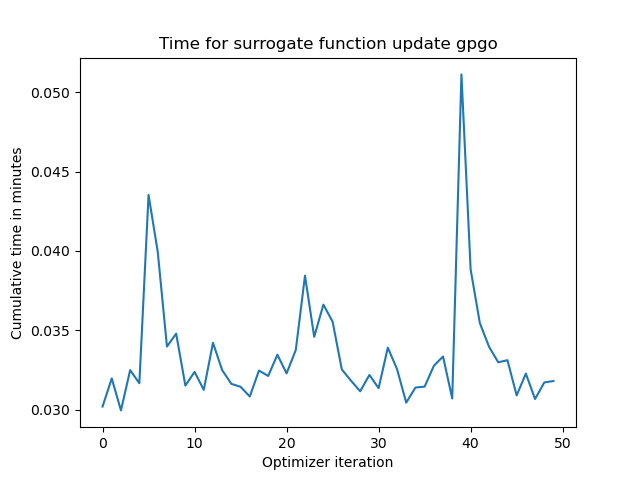 Time for surrogate function update gpgo
Cumulative time in minutes
0.050
0.045
0.040
0.035
0.030
0 10 20 30 40 50
Optimizer iteration